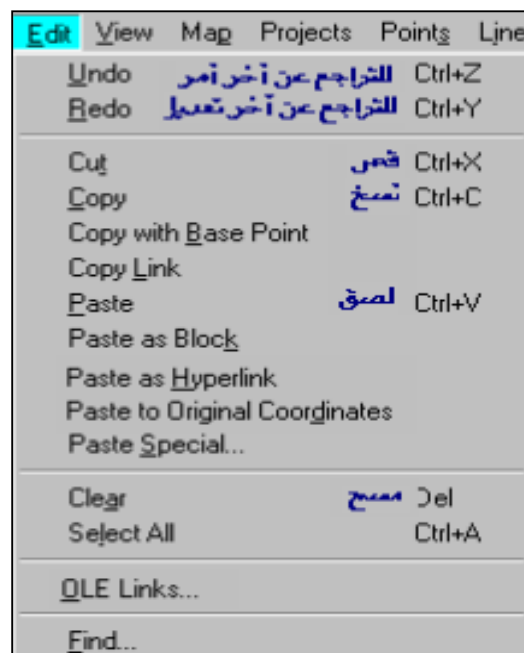 Edit View Map Projects Points Line
Undo للتراجع عن آخر أمر Ctrl+Z
Redo للتراجع عن آخر تعديل Ctrl+Y
Cut قص Ctrl+X
Copy نسخ Ctrl+C
Copy with Base Point
Copy Link
Paste لصق Ctrl+V
Paste as Block
Paste as Hyperlink
Paste to Original Coordinates
Paste Special...
Clear مسح Del
Select All Ctrl+A
OLE Links...
Find...